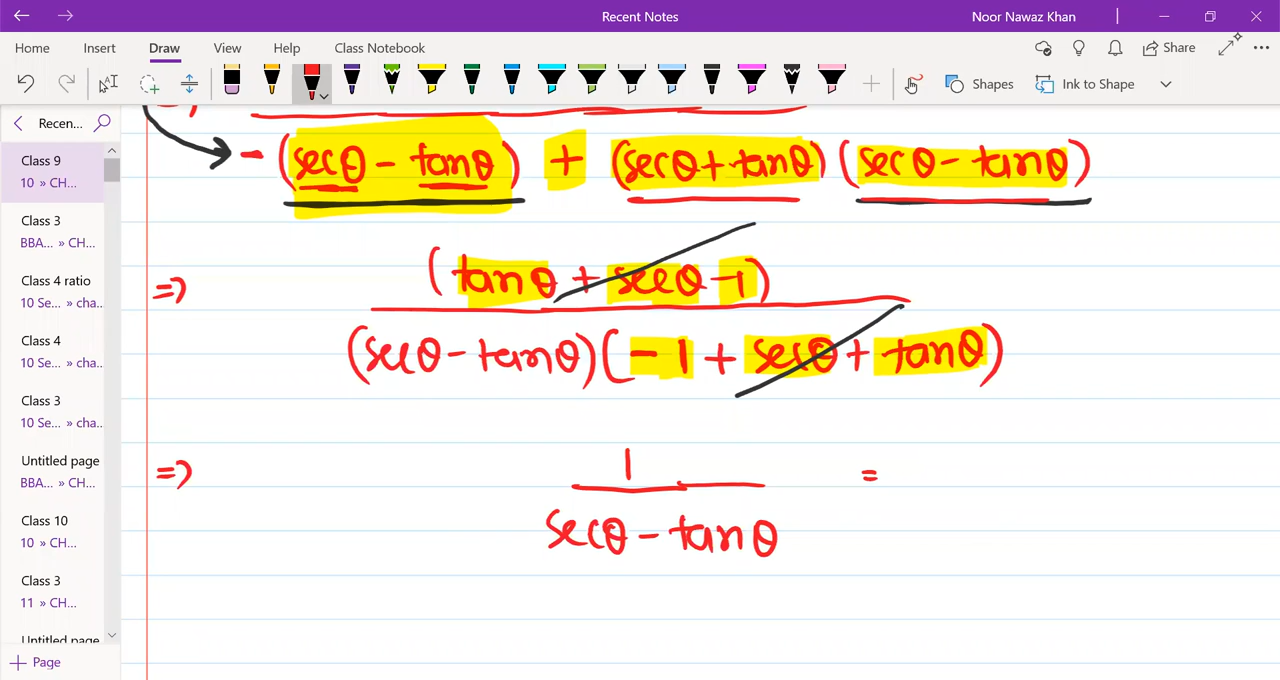 Recent Notes
Noor Nawaz Khan
Home Insert Draw View Help Class Notebook Share
Shapes Ink to Shape
Recen...
Class 9
10 » CH...
Class 3
BBA... » CH...
Class 4 ratio
10 Se... » cha...
Class 4
10 Se... » cha...
Class 3
10 Se... » cha...
Untitled page
BBA... » CH...
Class 10
10 » CH...
Class 3
11 » CH...
Untitled page
+ Page
- (secθ - tanθ) + (secθ + tanθ) (secθ - tanθ)
=> (tanθ + secθ - 1)
(secθ - tanθ)( - 1 + secθ + tanθ)
=> 1 =
secθ - tanθ